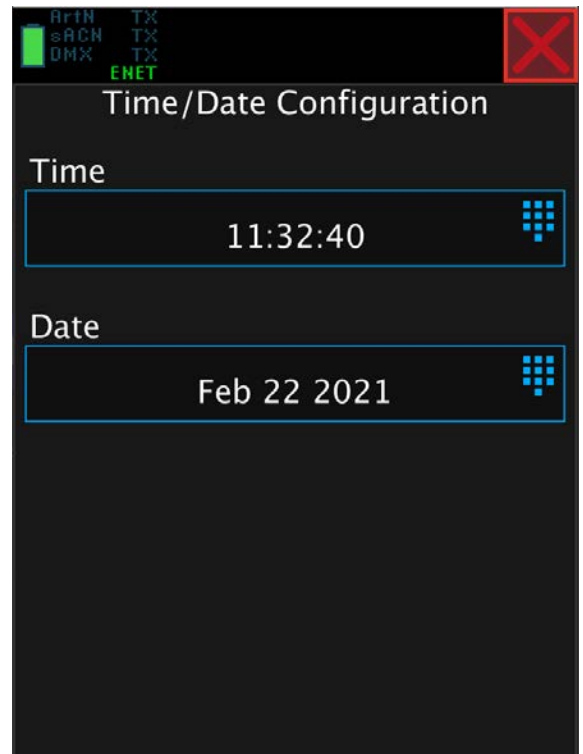 ArtN TX
sACN TX
DMX TX
ENET
Time/Date Configuration
Time
11:32:40
Date
Feb 22 2021